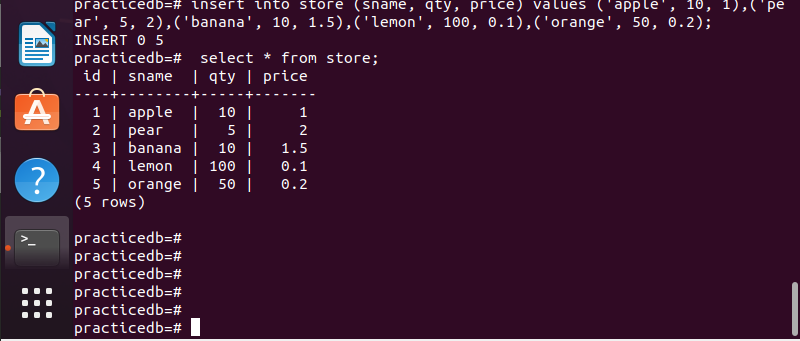 practicedb=# insert into store (sname, qty, price) values ('apple', 10, 1),('pe
ar', 5, 2),('banana', 10, 1.5),('lemon', 100, 0.1),('orange', 50, 0.2);
INSERT 0 5
practicedb=#  select * from store;
 id | sname  | qty | price
----+--------+-----+-------
  1 | apple  |  10 |     1
  2 | pear   |   5 |     2
  3 | banana |  10 |   1.5
  4 | lemon  | 100 |   0.1
  5 | orange |  50 |   0.2
(5 rows)

practicedb=#
practicedb=#
practicedb=#
practicedb=#
practicedb=#
practicedb=#